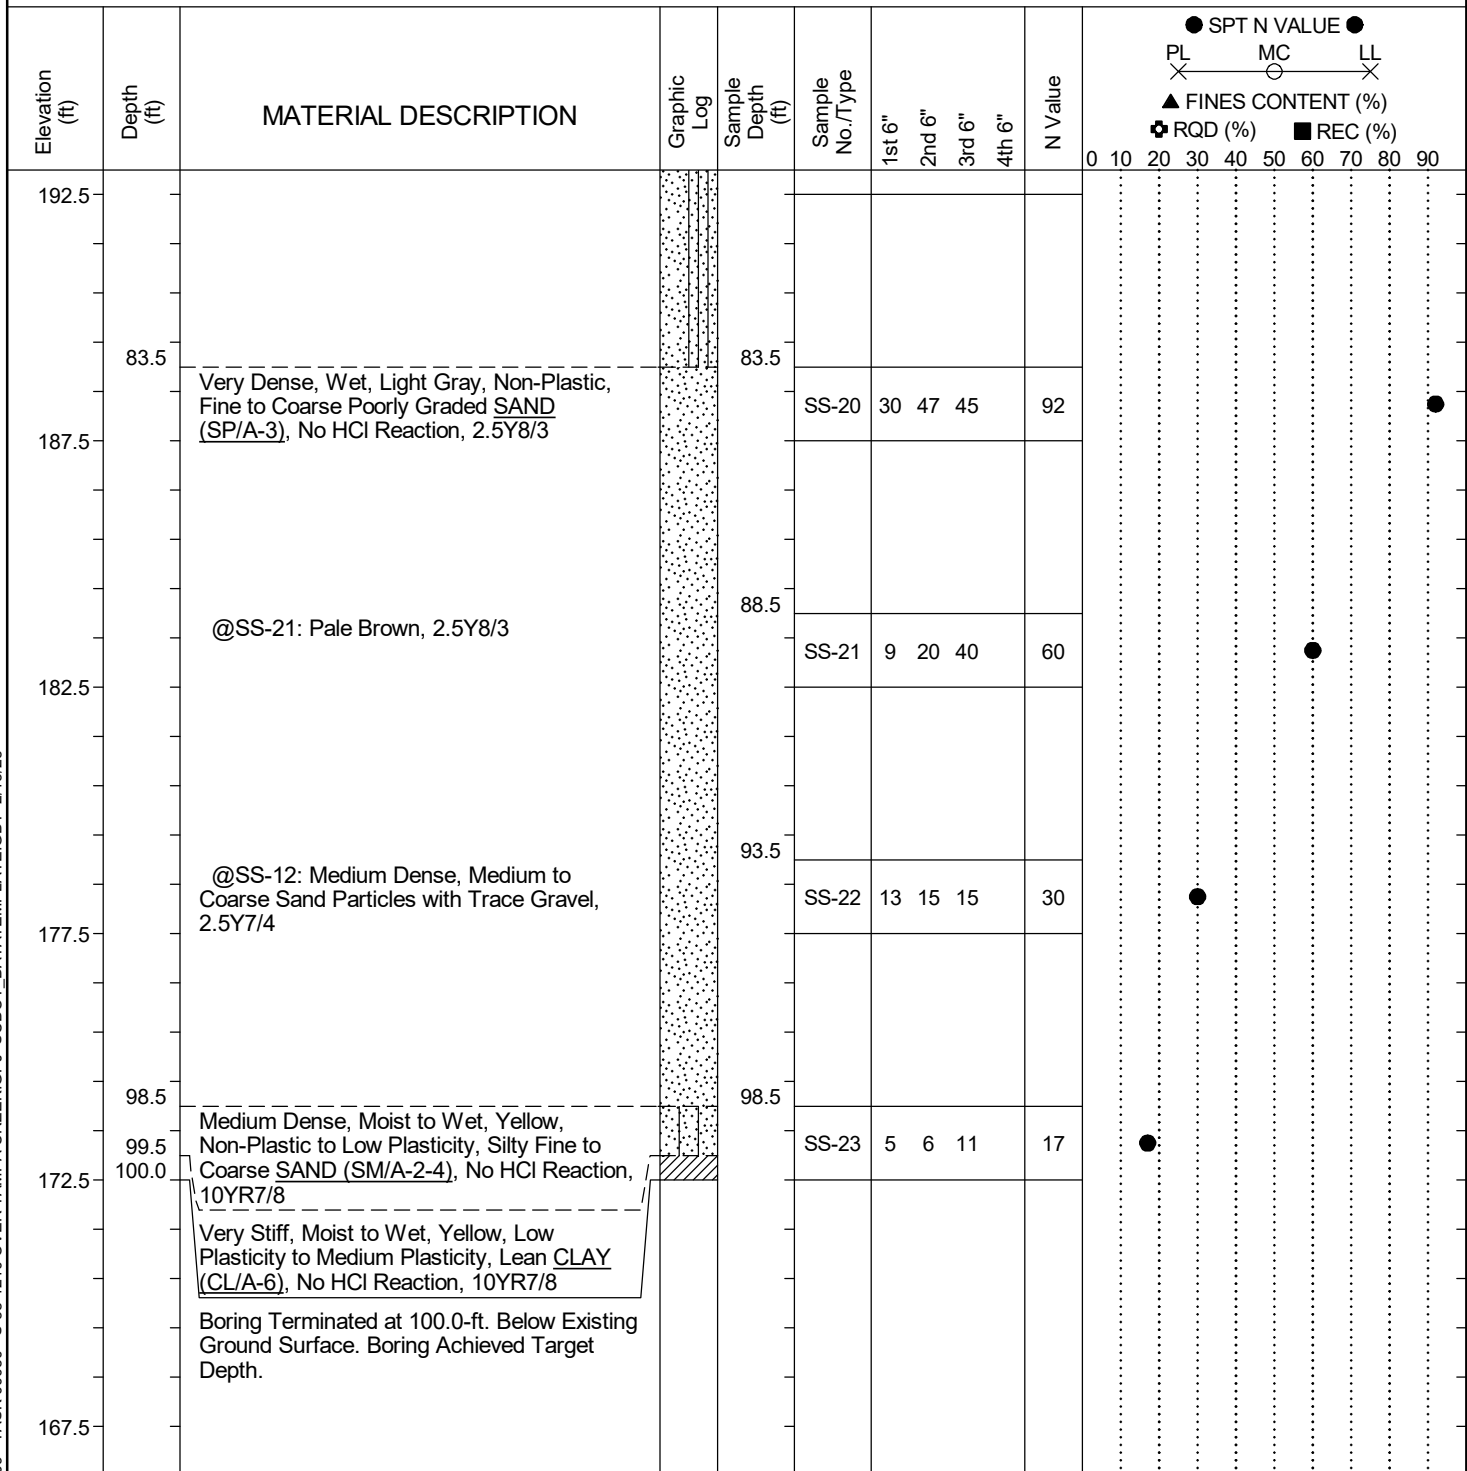 ● SPT N VALUE ●
PL MC LL
▲ FINES CONTENT (%)
RQD (%) ■ REC (%)
Elevation (ft)
Depth (ft)
MATERIAL DESCRIPTION
Graphic Log
Sample Depth (ft)
Sample No./Type
1st 6"
2nd 6"
3rd 6"
4th 6"
N Value
0 10 20 30 40 50 60 70 80 90
192.5
83.5 83.5
Very Dense, Wet, Light Gray, Non-Plastic,
Fine to Coarse Poorly Graded SAND
(SP/A-3), No HCl Reaction, 2.5Y8/3
SS-20 30 47 45 92
187.5
88.5
@SS-21: Pale Brown, 2.5Y8/3
SS-21 9 20 40 60
182.5
93.5
@SS-12: Medium Dense, Medium to
Coarse Sand Particles with Trace Gravel,
2.5Y7/4
SS-22 13 15 15 30
177.5
98.5 98.5
Medium Dense, Moist to Wet, Yellow,
Non-Plastic to Low Plasticity, Silty Fine to
Coarse SAND (SM/A-2-4), No HCl Reaction,
10YR7/8
SS-23 5 6 11 17
99.5
100.0
172.5
Very Stiff, Moist to Wet, Yellow, Low
Plasticity to Medium Plasticity, Lean CLAY
(CL/A-6), No HCl Reaction, 10YR7/8
Boring Terminated at 100.0-ft. Below Existing
Ground Surface. Boring Achieved Target
Depth.
167.5